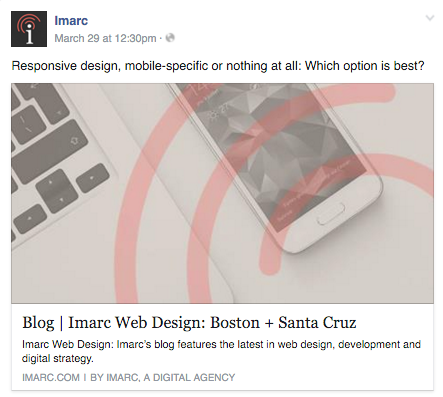 Imarc
March 29 at 12:30pm ·
Responsive design, mobile-specific or nothing at all: Which option is best?
Blog | Imarc Web Design: Boston + Santa Cruz
Imarc Web Design: Imarc's blog features the latest in web design, development and
digital strategy.
IMARC.COM | BY IMARC, A DIGITAL AGENCY